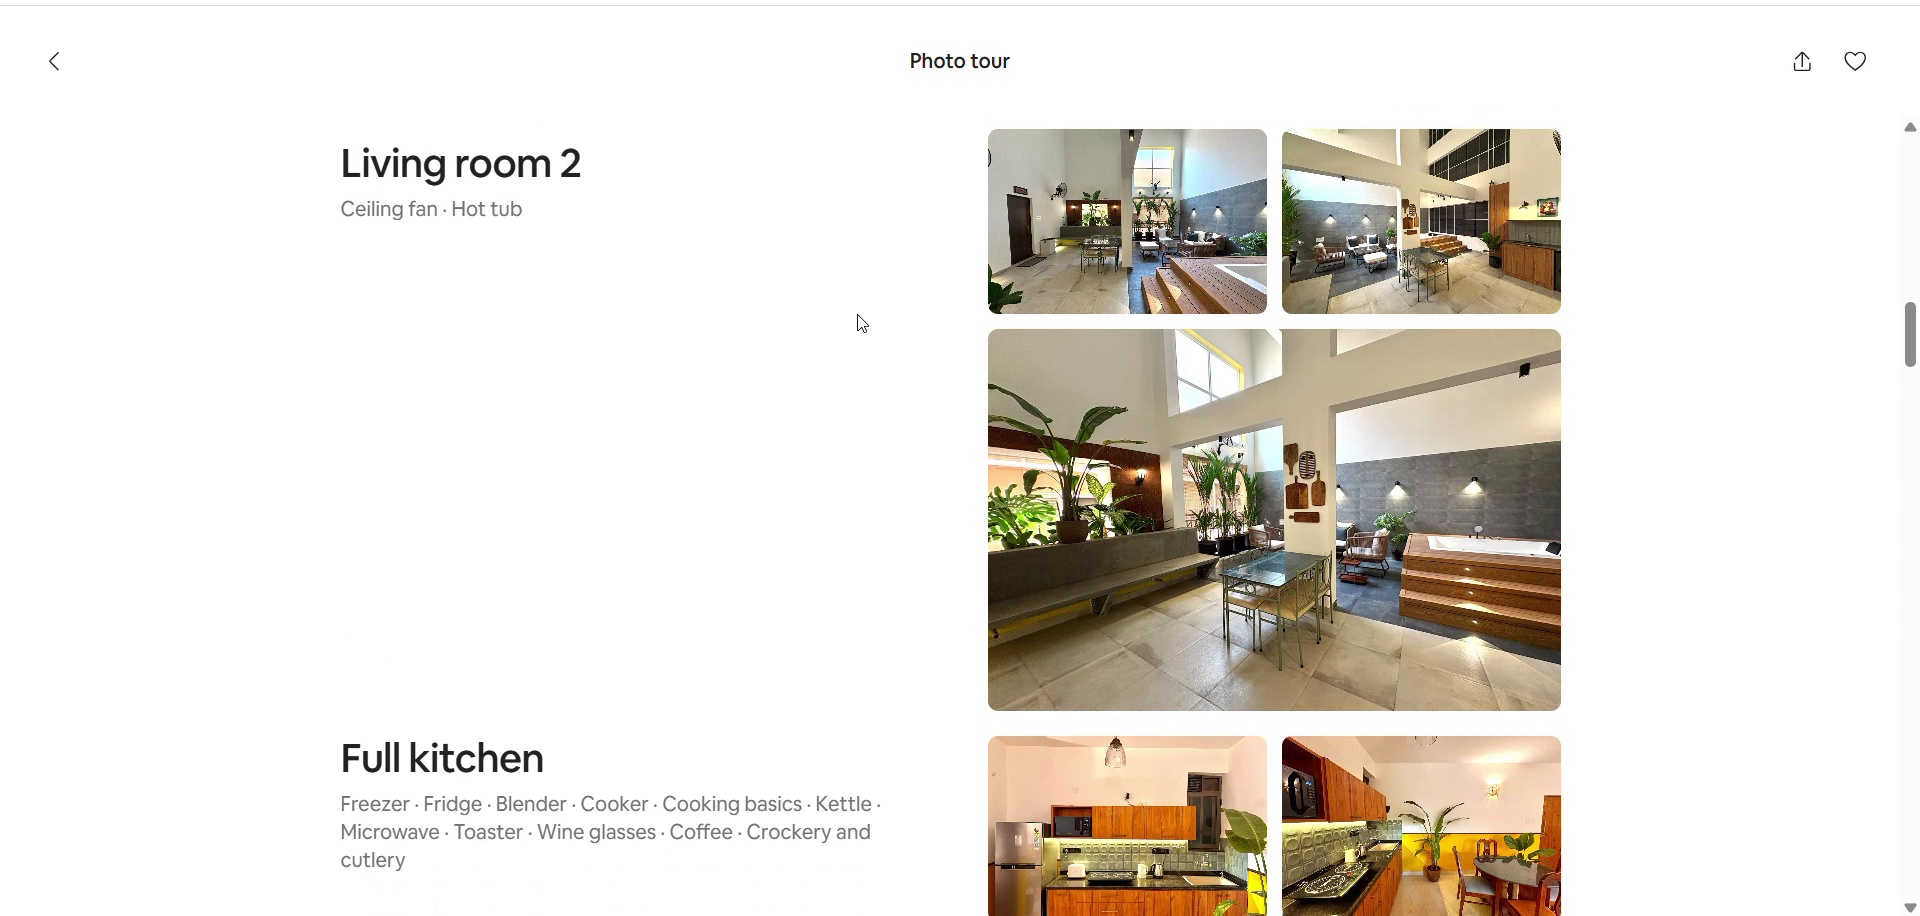 Photo tour
Living room 2
Ceiling fan · Hot tub
Full kitchen
Freezer · Fridge · Blender · Cooker · Cooking basics · Kettle ·
Microwave · Toaster · Wine glasses · Coffee · Crockery and
cutlery